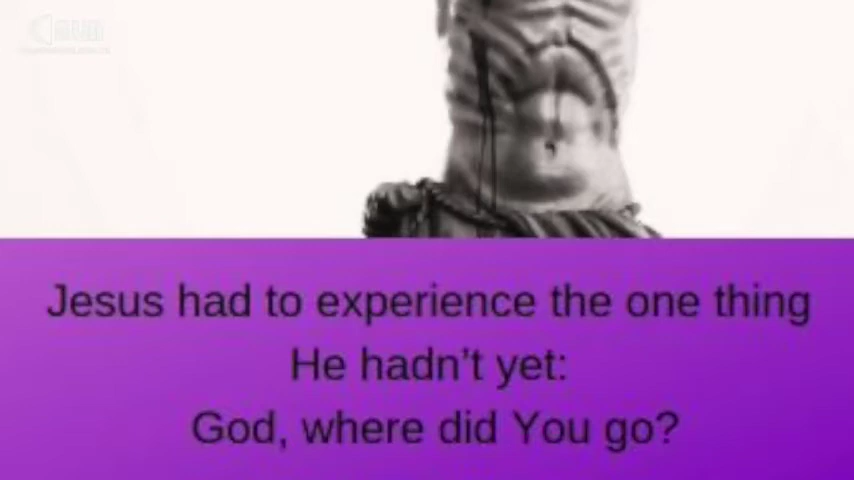 Jesus had to experience the one thing
He hadn't yet:
God, where did You go?